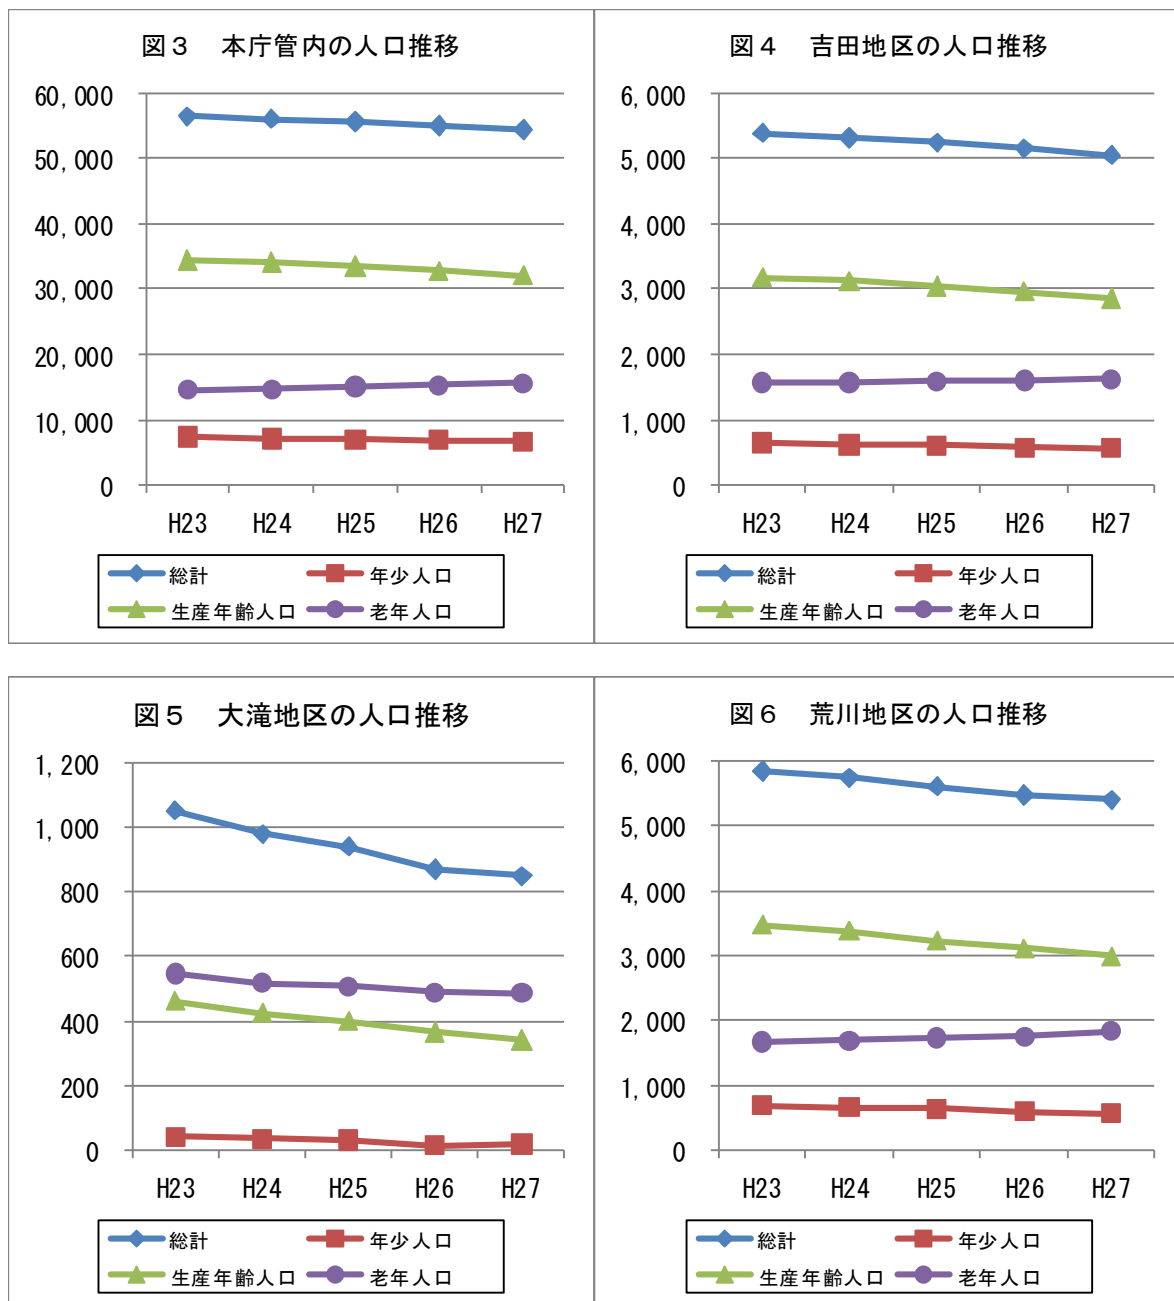 図３　本庁管内の人口推移
60,000
50,000
40,000
30,000
20,000
10,000
0
H23 H24 H25 H26 H27
総計 年少人口
生産年齢人口 老年人口
図４　吉田地区の人口推移
6,000
5,000
4,000
3,000
2,000
1,000
0
H23 H24 H25 H26 H27
総計 年少人口
生産年齢人口 老年人口
図５　大滝地区の人口推移
1,200
1,000
800
600
400
200
0
H23 H24 H25 H26 H27
総計 年少人口
生産年齢人口 老年人口
図６　荒川地区の人口推移
6,000
5,000
4,000
3,000
2,000
1,000
0
H23 H24 H25 H26 H27
総計 年少人口
生産年齢人口 老年人口